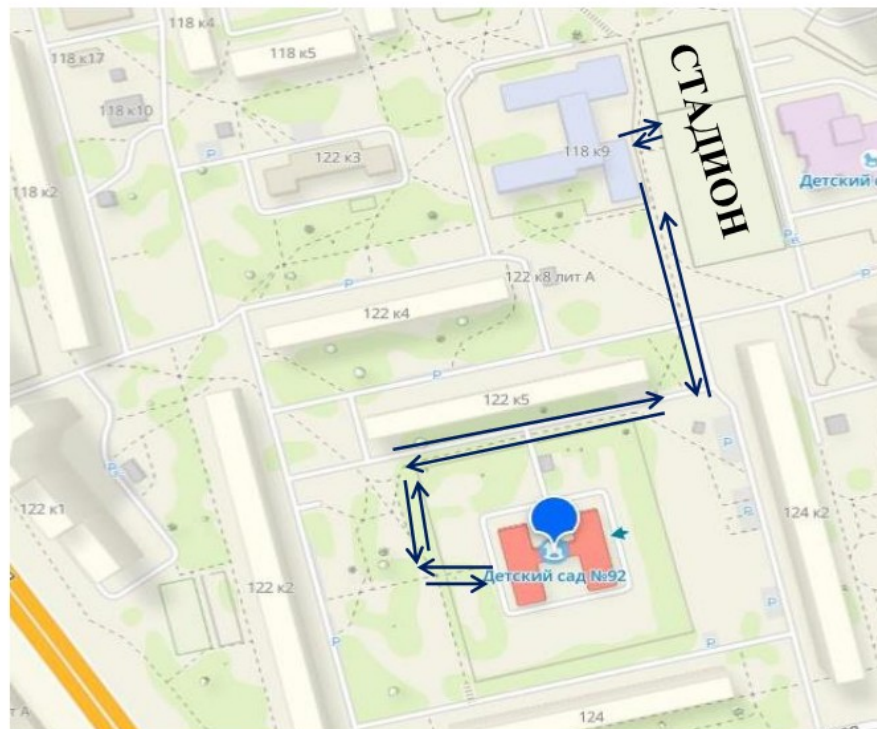 118 к4
118 к5
118 к17
118 к10
СТАДИОН
P
122 к3
118 к9
118 к2
Детский
P
122 к8 лит А
P
P
122 к4
P
122 к5
P
P
122 к1
P
124 к2
Детский сад №92
122 к2
P
P
P
124